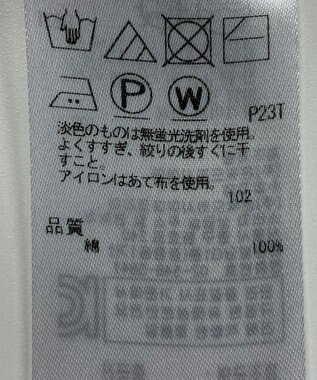 P
W
P23T
淡色のものは無蛍光洗剤を使用。
よくすすぎ、絞りの後すぐに干
すこと。
アイロンはあて布を使用。
102
品質
綿 100%